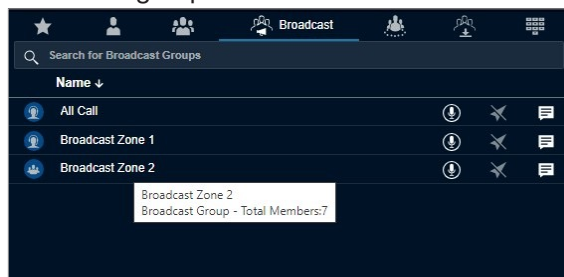 Broadcast
Search for Broadcast Groups
Name ↓
All Call
Broadcast Zone 1
Broadcast Zone 2
Broadcast Zone 2
Broadcast Group - Total Members:7